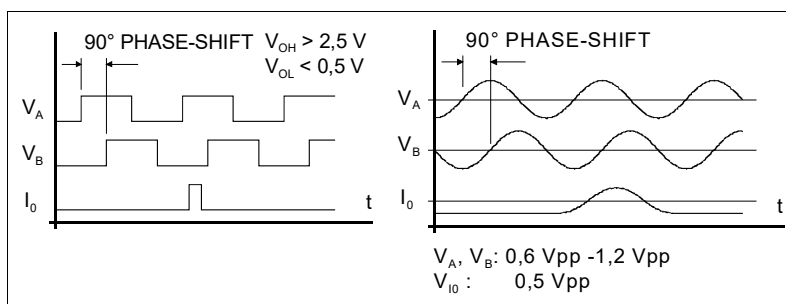 90° PHASE-SHIFT
V_OH > 2,5 V
V_OL < 0,5 V
V_A
V_B
I_0
t
90° PHASE-SHIFT
V_A
V_B
I_0
t
V_A, V_B: 0,6 Vpp -1,2 Vpp
V_I0 : 0,5 Vpp